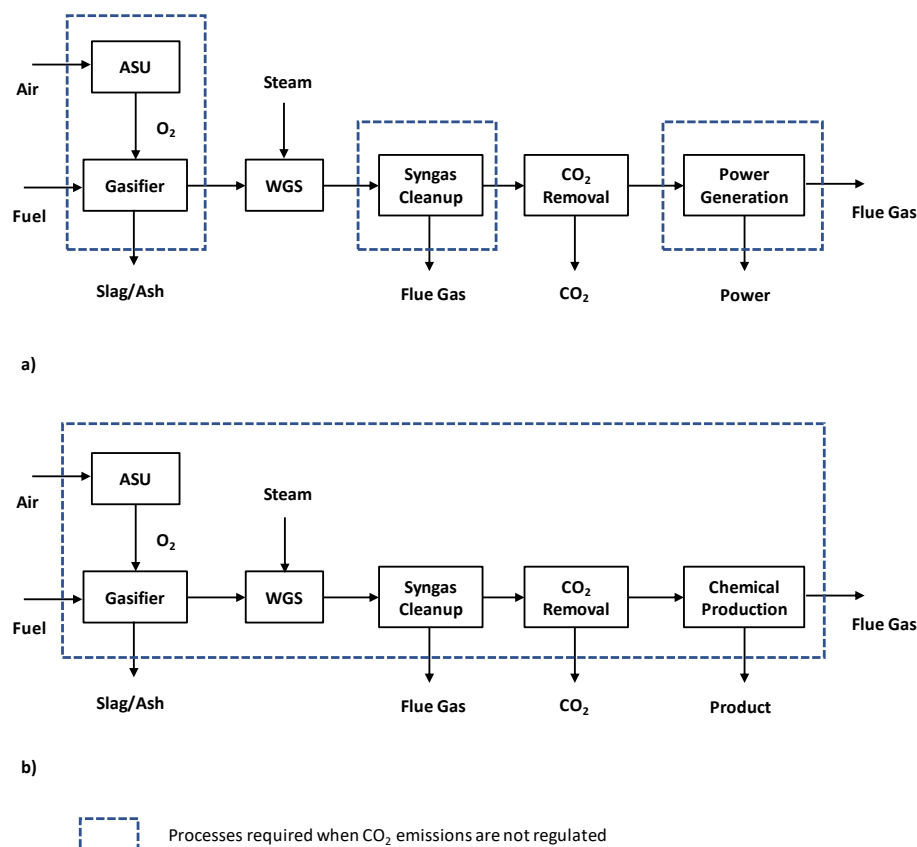 ASU
Air
Steam
O₂
Gasifier
WGS
Syngas
Cleanup
CO₂
Removal
Power
Generation
Fuel
Flue Gas
Slag/Ash
Flue Gas
CO₂
Power
a)
ASU
Air
Steam
O₂
Gasifier
WGS
Syngas
Cleanup
CO₂
Removal
Chemical
Production
Fuel
Flue Gas
Slag/Ash
Flue Gas
CO₂
Product
b)
Processes required when CO₂ emissions are not regulated